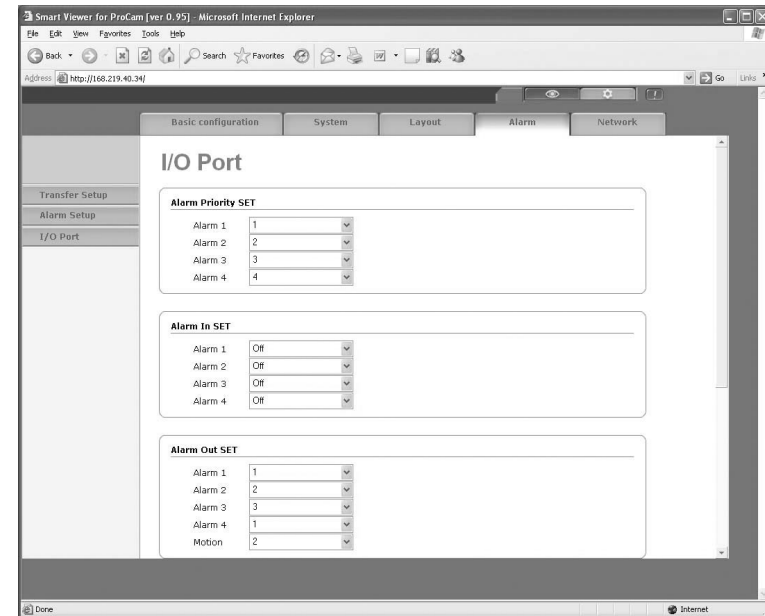 Smart Viewer for ProCam [ver 0.95] - Microsoft Internet Explorer
File Edit View Favorites Tools Help
Back Search Favorites
Address http://168.219.40.34/ Go Links
Basic configuration System Layout Alarm Network
I/O Port
Transfer Setup
Alarm Setup
I/O Port
Alarm Priority SET
Alarm 1 1
Alarm 2 2
Alarm 3 3
Alarm 4 4
Alarm In SET
Alarm 1 Off
Alarm 2 Off
Alarm 3 Off
Alarm 4 Off
Alarm Out SET
Alarm 1 1
Alarm 2 2
Alarm 3 3
Alarm 4 1
Motion 2
Done Internet